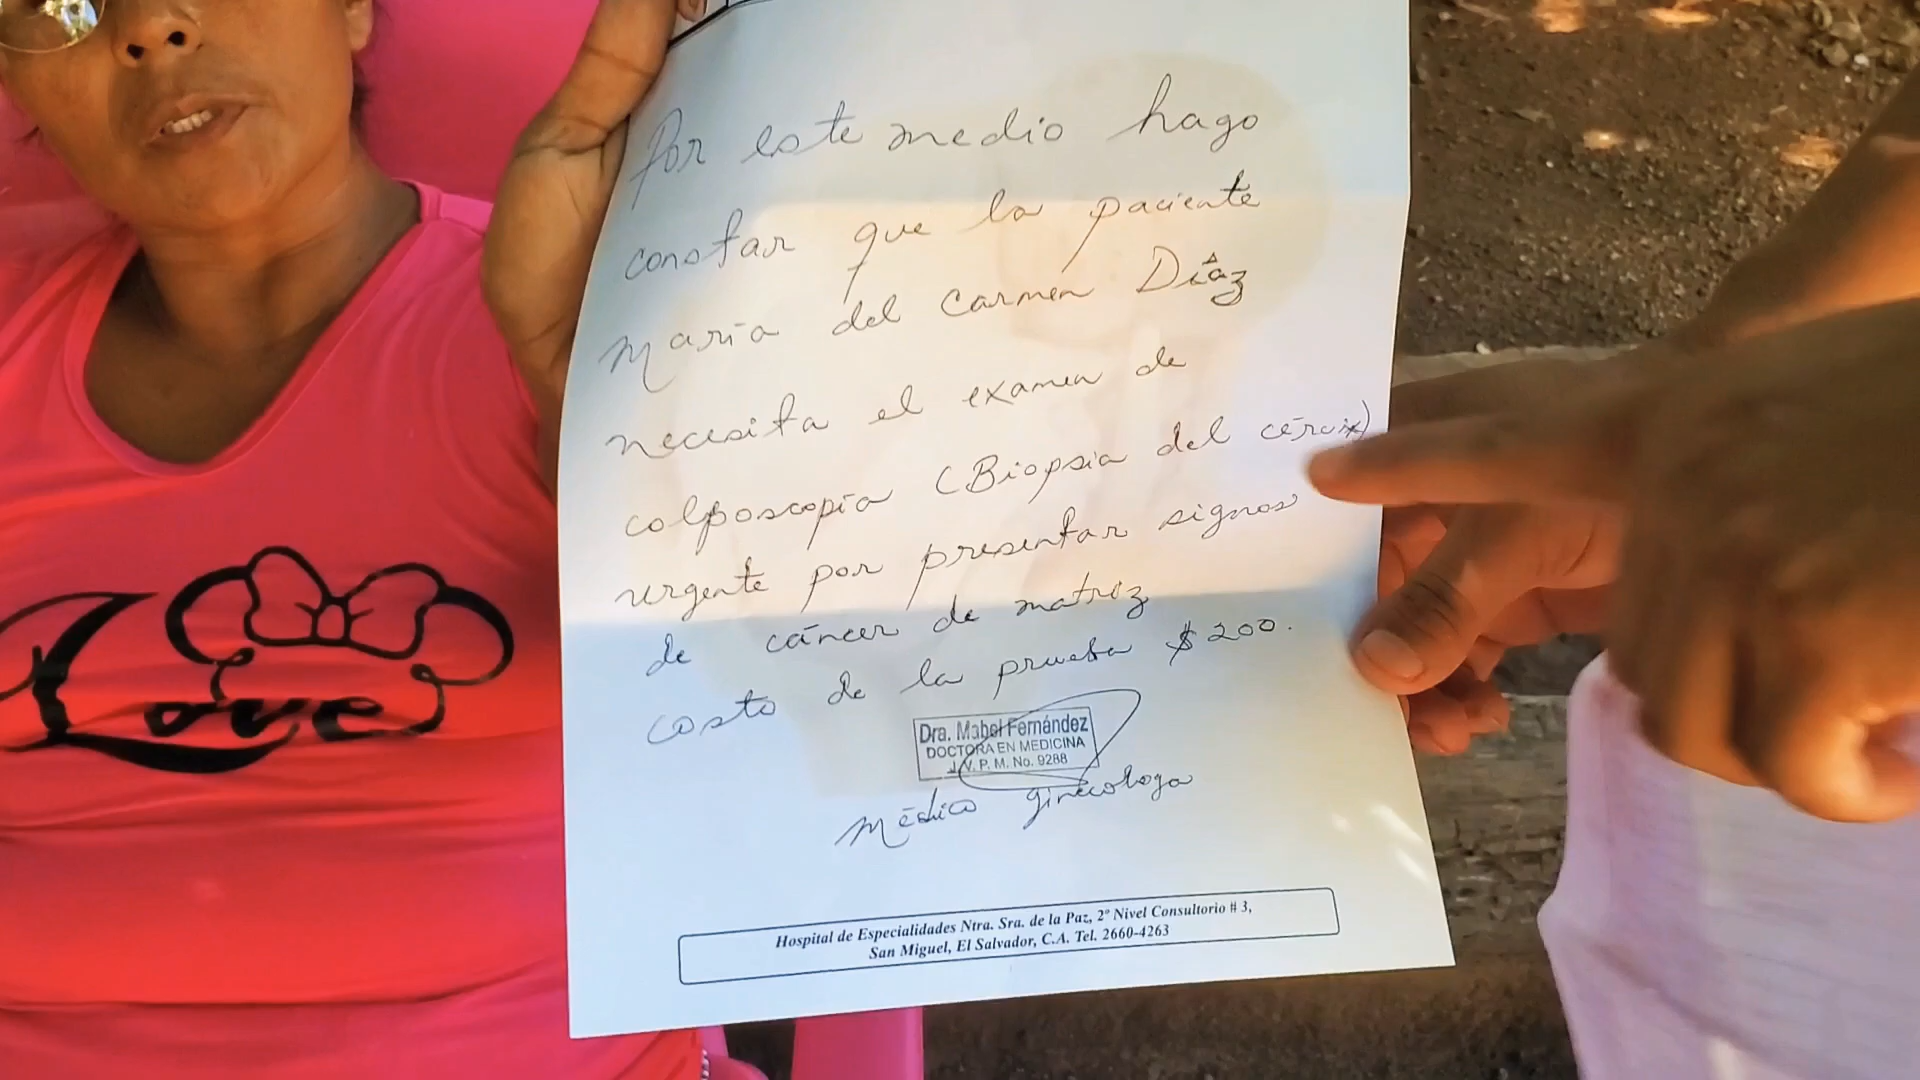 Por este medio hago
constar que la paciente
María del Carmen Díaz
necesita el examen de
colposcopía (Biopsia del cérvix)
urgente por presentar signos
de cáncer de matriz
costo de la prueba $200.
Dra. Mabel Fernández
DOCTORA EN MEDICINA
J.V.P.M. No. 9288
Médico ginecologa
Hospital de Especialidades Ntra. Sra. de la Paz, 2º Nivel Consultorio # 3,
San Miguel, El Salvador, C.A. Tel. 2660-4263
Love